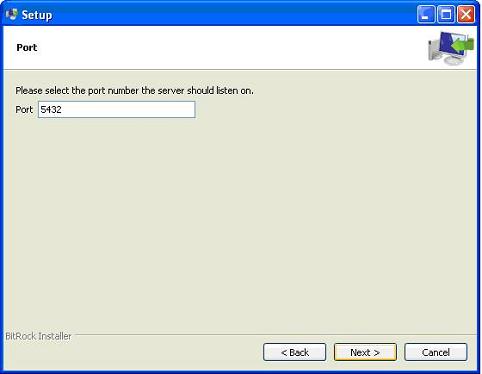 Setup
Port
Please select the port number the server should listen on.
Port 5432
BitRock Installer
< Back Next > Cancel